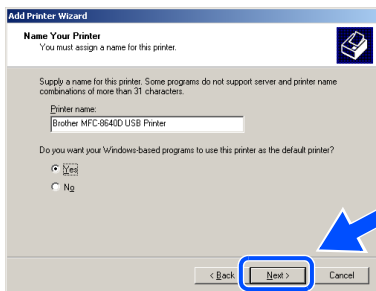 Add Printer Wizard
Name Your Printer
You must assign a name for this printer.
Supply a name for this printer. Some programs do not support server and printer name
combinations of more than 31 characters.
Printer name:
Brother MFC-8640D USB Printer
Do you want your Windows-based programs to use this printer as the default printer?
Yes
No
< Back Next > Cancel